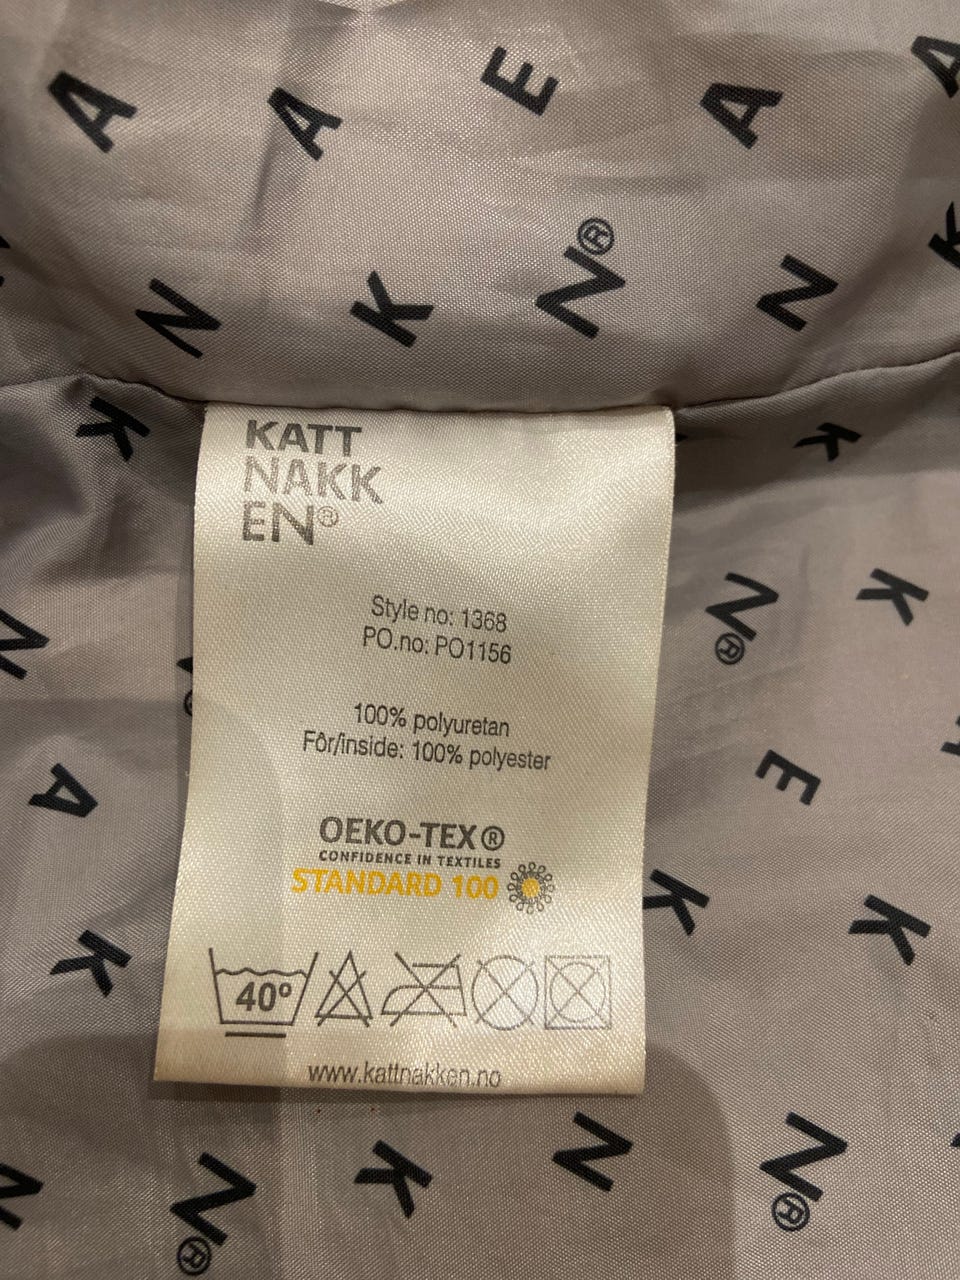 A A E A A
N K N® N K
K K
KATT
NAKK
EN®
Style no: 1368
PO.no: PO1156
N N® K
100% polyuretan
Fôr/inside: 100% polyester
A E
OEKO-TEX®
CONFIDENCE IN TEXTILES
STANDARD 100
K K K
40º
www.kattnakken.no
N N® K N N®